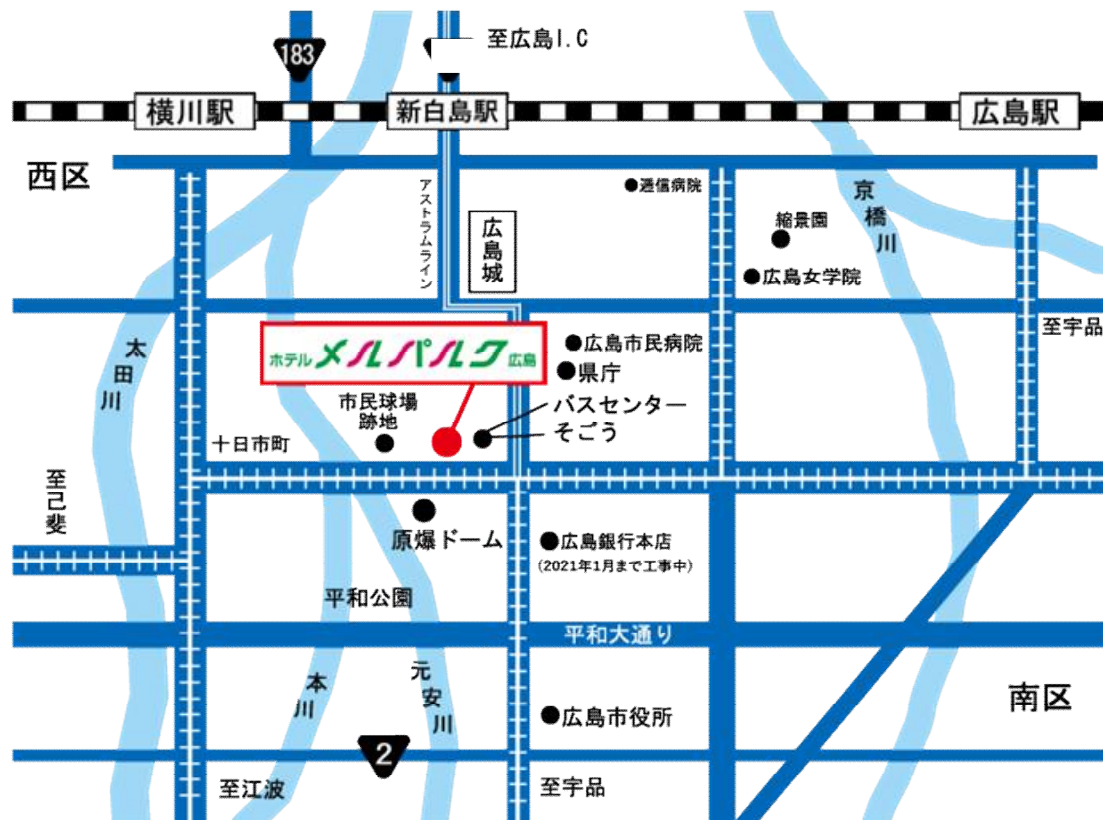 至広島I.C
183
横川駅
新白島駅
広島駅
西区
アストラムライン
逓信病院
京橋川
縮景園
広島城
広島女学院
至宇品
太田川
ホテル メルパルク 広島
広島市民病院
県庁
市民球場
跡地
バスセンター
そごう
十日市町
至己斐
原爆ドーム
広島銀行本店
(2021年1月まで工事中)
平和公園
平和大通り
本川
元安川
南区
広島市役所
2
至江波
至宇品